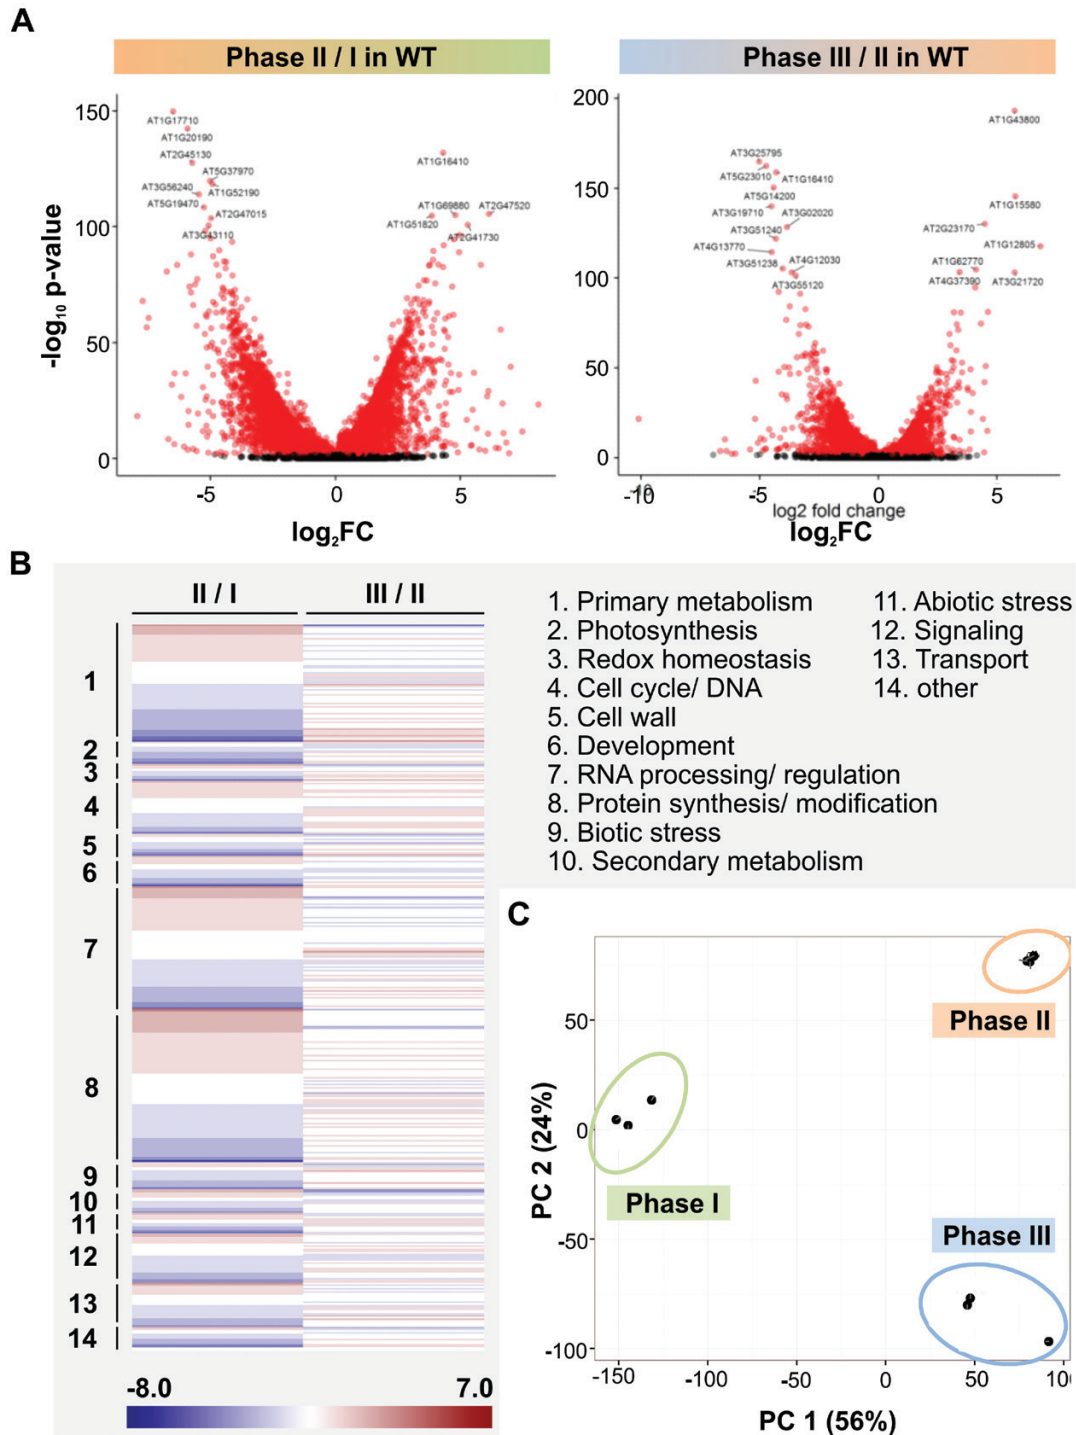 A
Phase II / I in WT
Phase III / II in WT
-log₁₀ p-value
150
100
50
0
-5
0
5
log₂FC
AT1G17710
AT1G20190
AT2G45130
AT5G37970
AT3G56240
AT1G52190
AT5G19470
AT2G47015
AT3G43110
AT1G16410
AT1G69880
AT2G47520
AT1G51820
AT2G41730
200
150
100
50
0
-10
-5
0
5
log2 fold change
log₂FC
AT1G43800
AT3G25795
AT5G23010
AT1G16410
AT5G14200
AT1G15580
AT3G19710
AT3G02020
AT2G23170
AT3G51240
AT1G12805
AT4G13770
AT4G12030
AT1G62770
AT3G51238
AT3G55120
AT4G37390
AT3G21720
B
II / I
III / II
1
2
3
4
5
6
7
8
9
10
11
12
13
14
-8.0
7.0
1. Primary metabolism
2. Photosynthesis
3. Redox homeostasis
4. Cell cycle/ DNA
5. Cell wall
6. Development
7. RNA processing/ regulation
8. Protein synthesis/ modification
9. Biotic stress
10. Secondary metabolism
11. Abiotic stress
12. Signaling
13. Transport
14. other
C
PC 2 (24%)
50
0
-50
-100
Phase II
Phase I
Phase III
-150
-100
-50
0
50
10
PC 1 (56%)